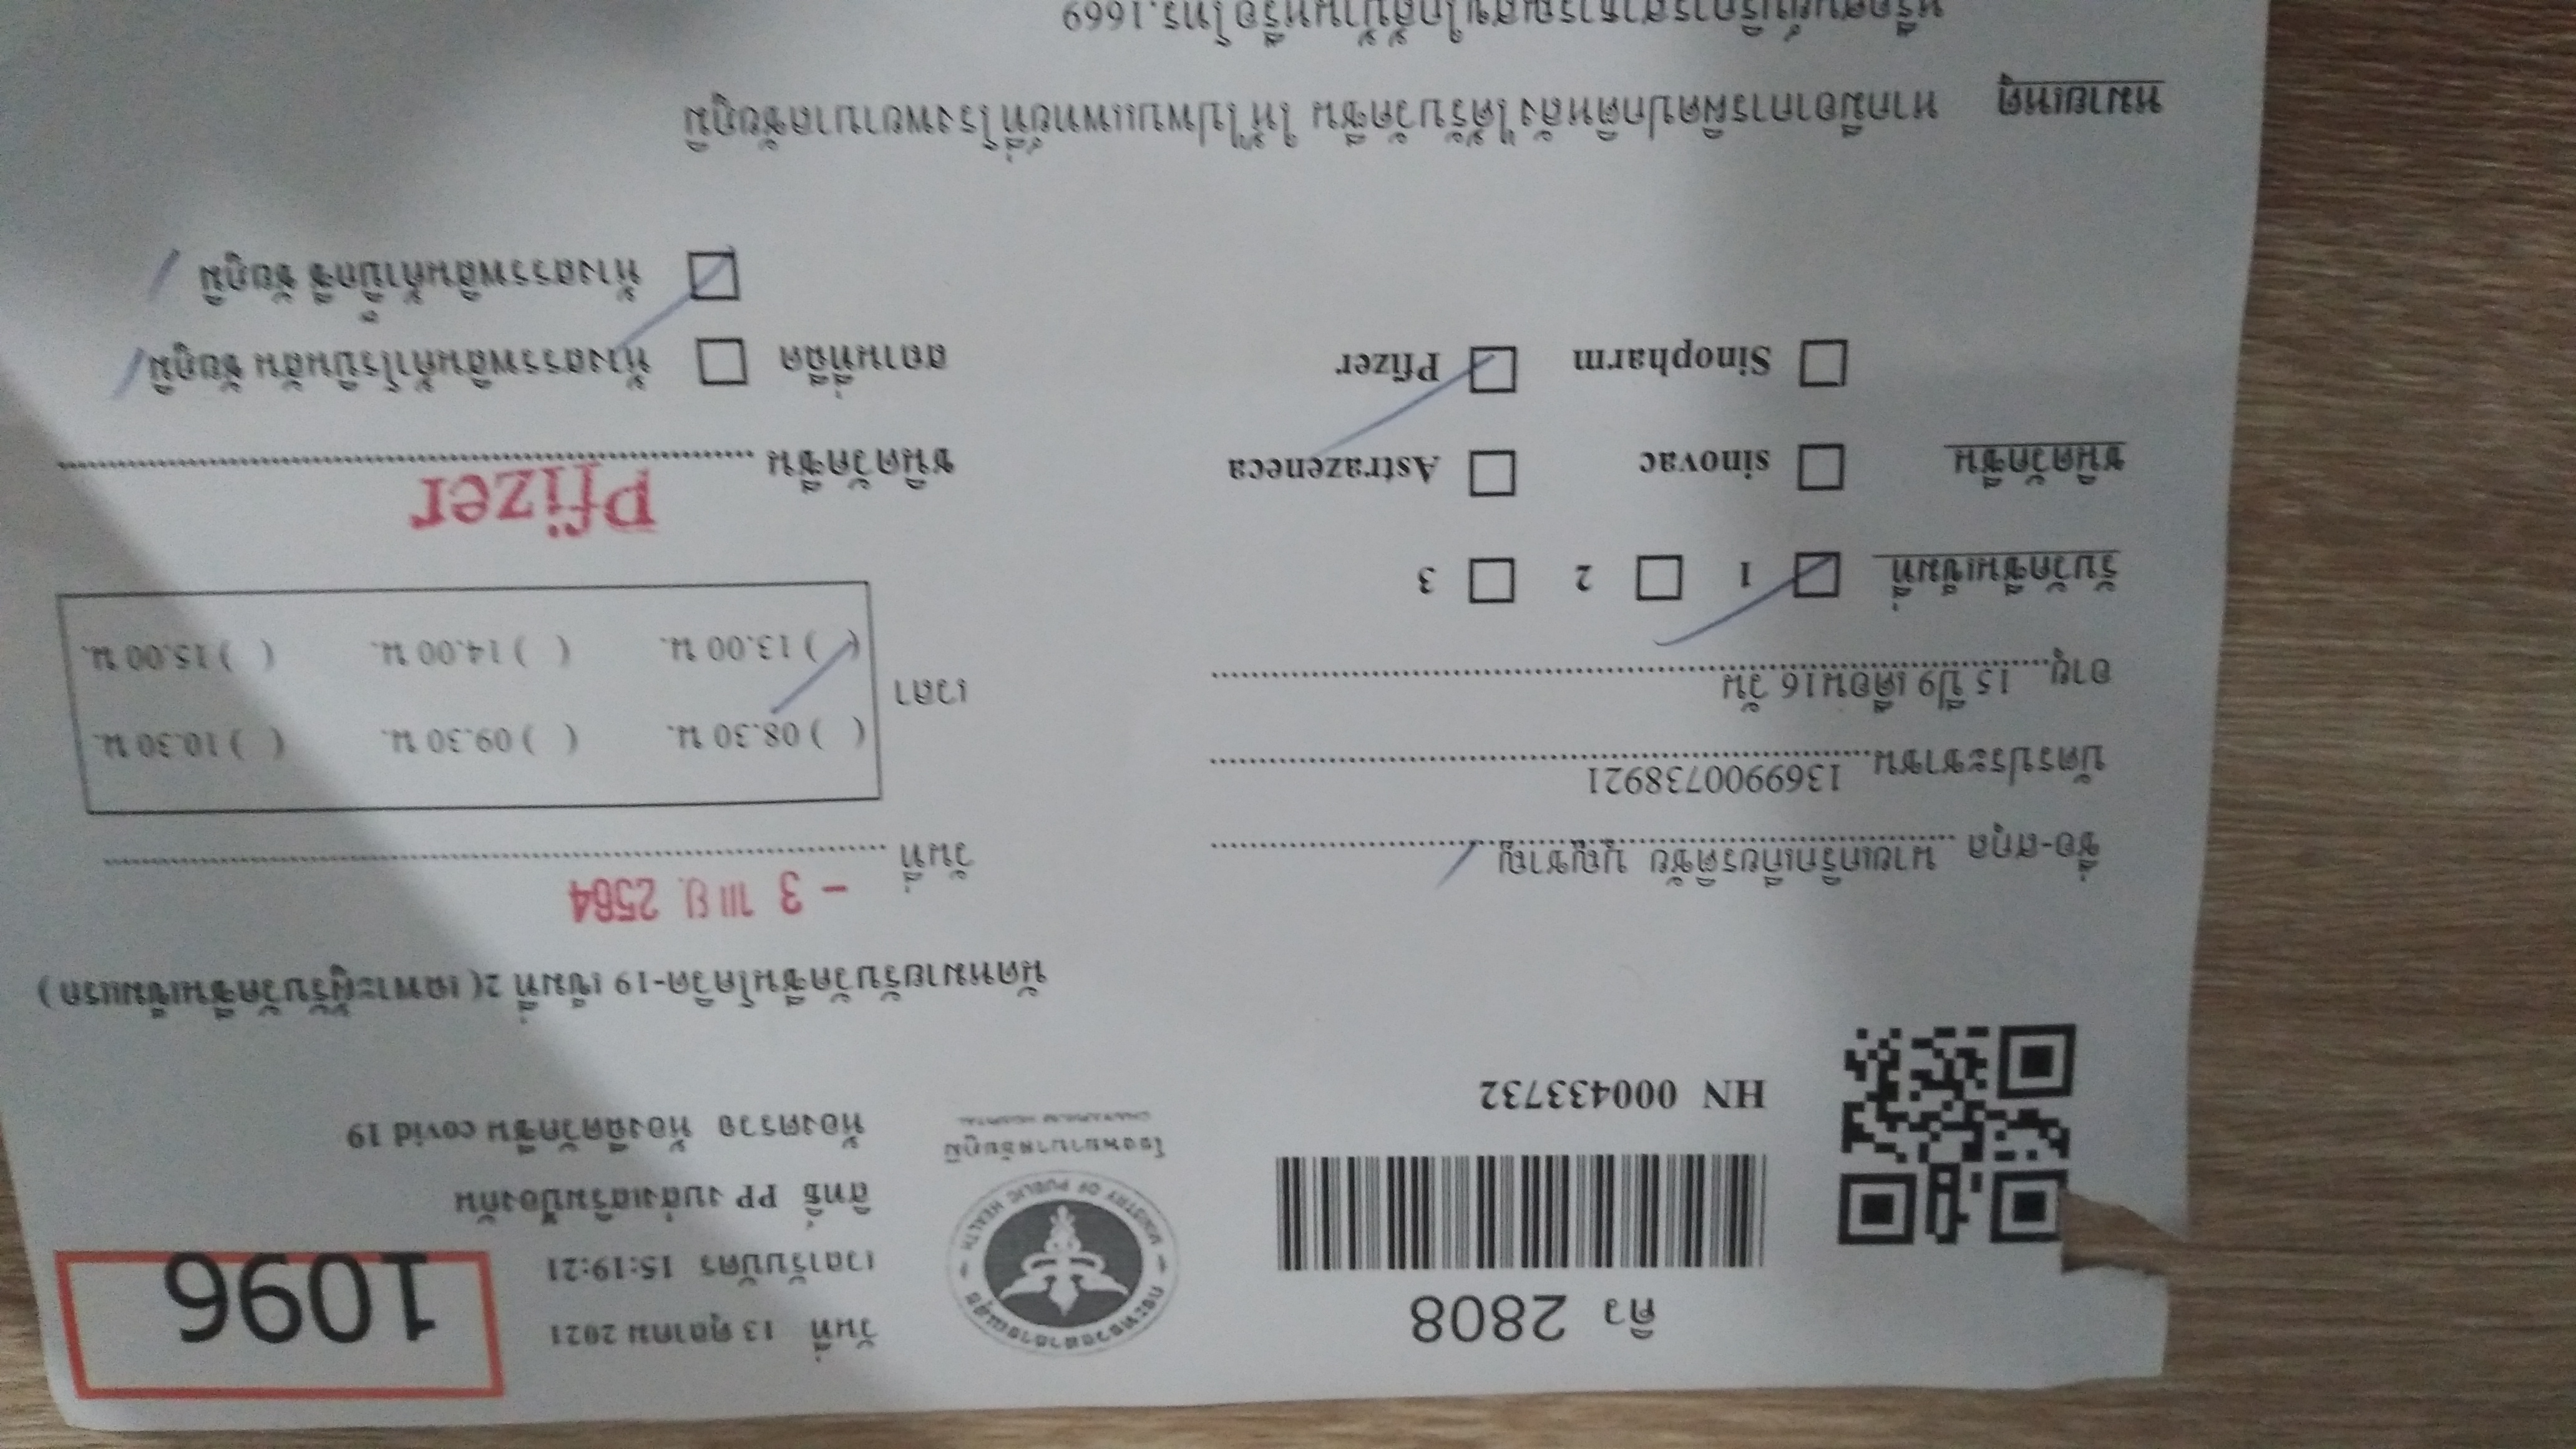 คิว 2808
1096
กระทรวงสาธารณสุข
MINISTRY OF PUBLIC HEALTH
โรงพยาบาลชัยภูมิ
CHAIYAPHUM HOSPITAL
HN 000433732
วันที่ 13 ตุลาคม 2021
เวลารับบัตร 15:19:21
สิทธิ์ PP งบส่งเสริมป้องกัน
ห้องตรวจ ห้องฉีดวัคซีน covid 19
ชื่อ-สกุล นายเกริกเกียรติชัย บุญชาญ
บัตรประชาชน 1369900738921
อายุ 15 ปี9 เดือน16 วัน
รับวัคซีนเข็มที่ 1 2 3
ชนิดวัคซีน sinovac Astrazeneca
Sinopharm Pfizer
นัดหมายรับวัคซีนโควิด-19 เข็มที่ 2( เฉพาะผู้รับวัคซีนเข็มแรก )
วันที่ - 3 พ.ย. 2564
เวลา
( ) 08.30 น. ( ) 09.30 น. ( ) 10.30 น.
( ) 13.00 น. ( ) 14.00 น. ( ) 15.00 น.
ชนิดวัคซีน Pfizer
สถานที่ฉีด ห้างสรรพสินค้าโรบินสัน ชัยภูมิ
ห้างสรรพสินค้าบิ๊กซี ชัยภูมิ
หมายเหตุ หากมีอาการผิดปกติหลังได้รับวัคซีน ให้ไปพบแพทย์ที่โรงพยาบาลชัยภูมิ
หรือศูนย์บริการสาธารณสุขใกล้บ้านหรือโทร.1669